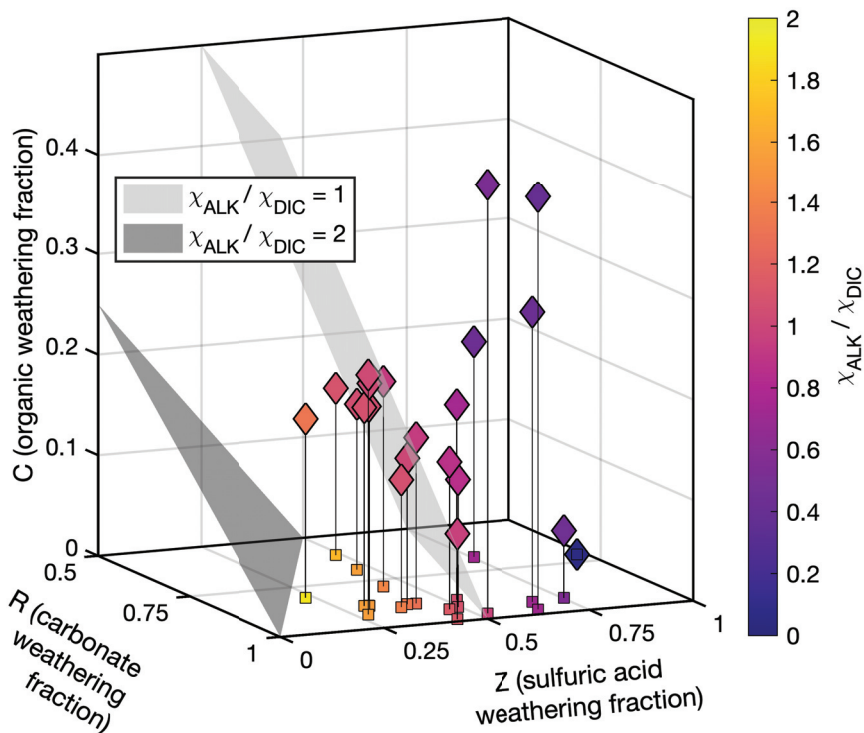 C (organic weathering fraction)
0.4
0.3
0.2
0.1
0
χALK / χDIC = 1
χALK / χDIC = 2
0.5
0.75
1
R (carbonate
weathering
fraction)
0
0.25
0.5
0.75
1
Z (sulfuric acid
weathering fraction)
2
1.8
1.6
1.4
1.2
1
0.8
0.6
0.4
0.2
0
χALK / χDIC